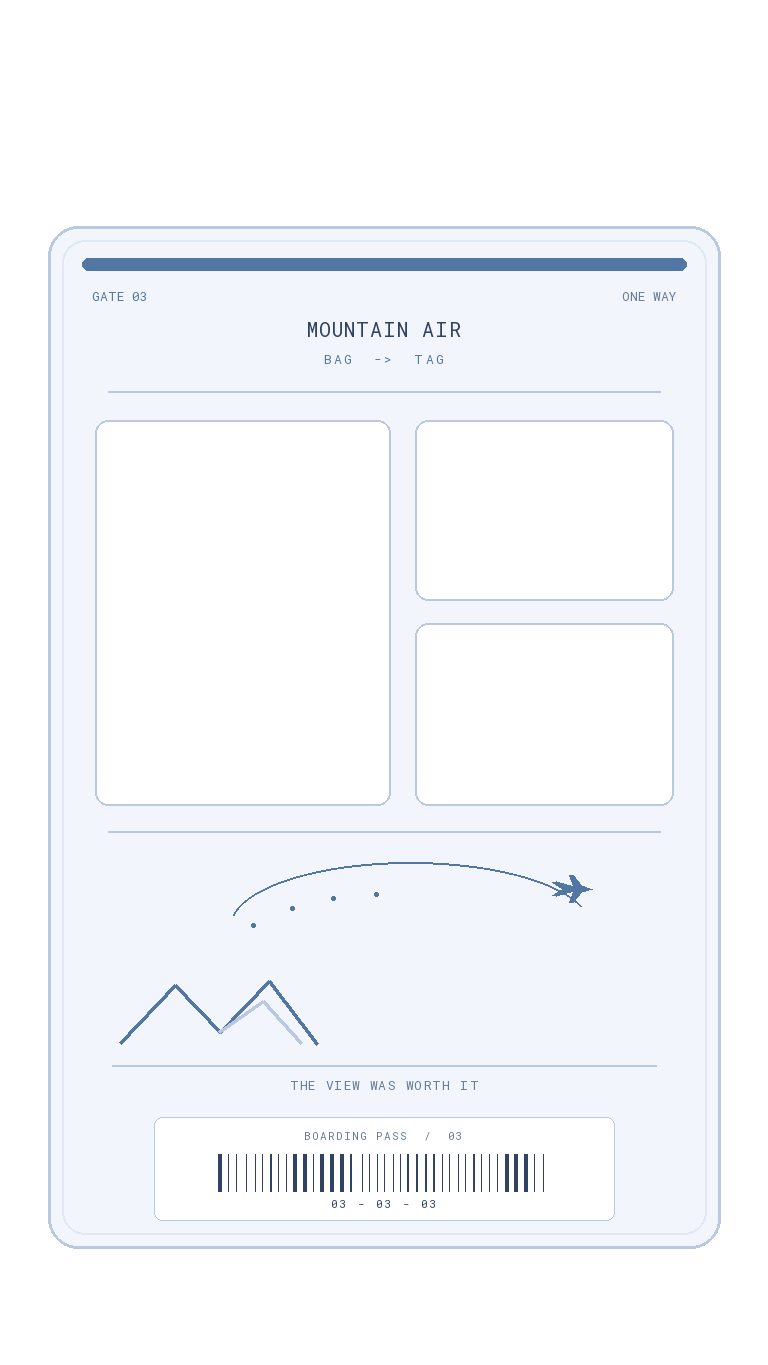 GATE 03
ONE WAY
MOUNTAIN AIR
BAG -> TAG
THE VIEW WAS WORTH IT
BOARDING PASS / 03
03 - 03 - 03